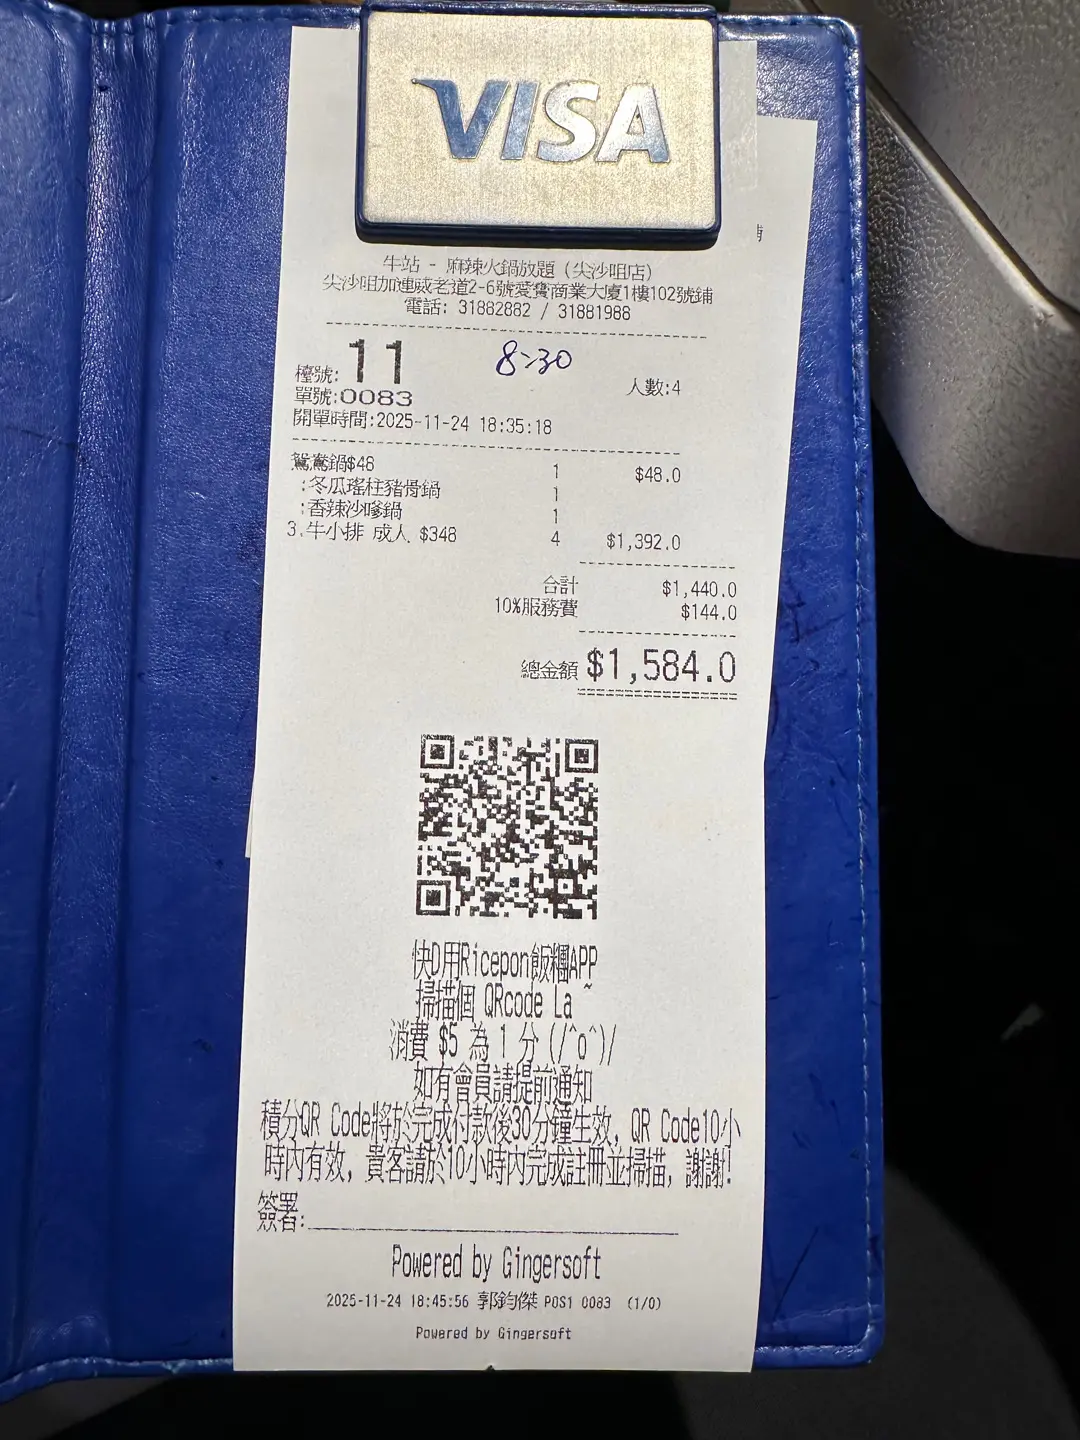 VISA
舖
牛站 - 麻辣火鍋放題 (尖沙咀店)
尖沙咀加連威老道2-6號愛賓商業大廈1樓102號舖
電話: 31882882 / 31881988
檯號: 11
8:30
人數:4
單號:0083
開單時間:2025-11-24 18:35:18
鴛鴦鍋$48 1 $48.0
:冬瓜瑤柱豬骨鍋 1
:香辣沙嗲鍋 1
3.牛小排 成人 $348 4 $1,392.0
合計 $1,440.0
10%服務費 $144.0
總金額 $1,584.0
快D用Ricepon飯糰APP
掃描個 QRcode La ~
消費 $5 為 1 分 (/^o^)/
如有會員請提前通知
積分QR Code將於完成付款後30分鐘生效, QR Code10小
時內有效, 貴客請於10小時內完成註冊並掃描, 謝謝!
簽署:
Powered by Gingersoft
2025-11-24 18:45:56 郭鈞傑 POS1 0083 (1/0)
Powered by Gingersoft